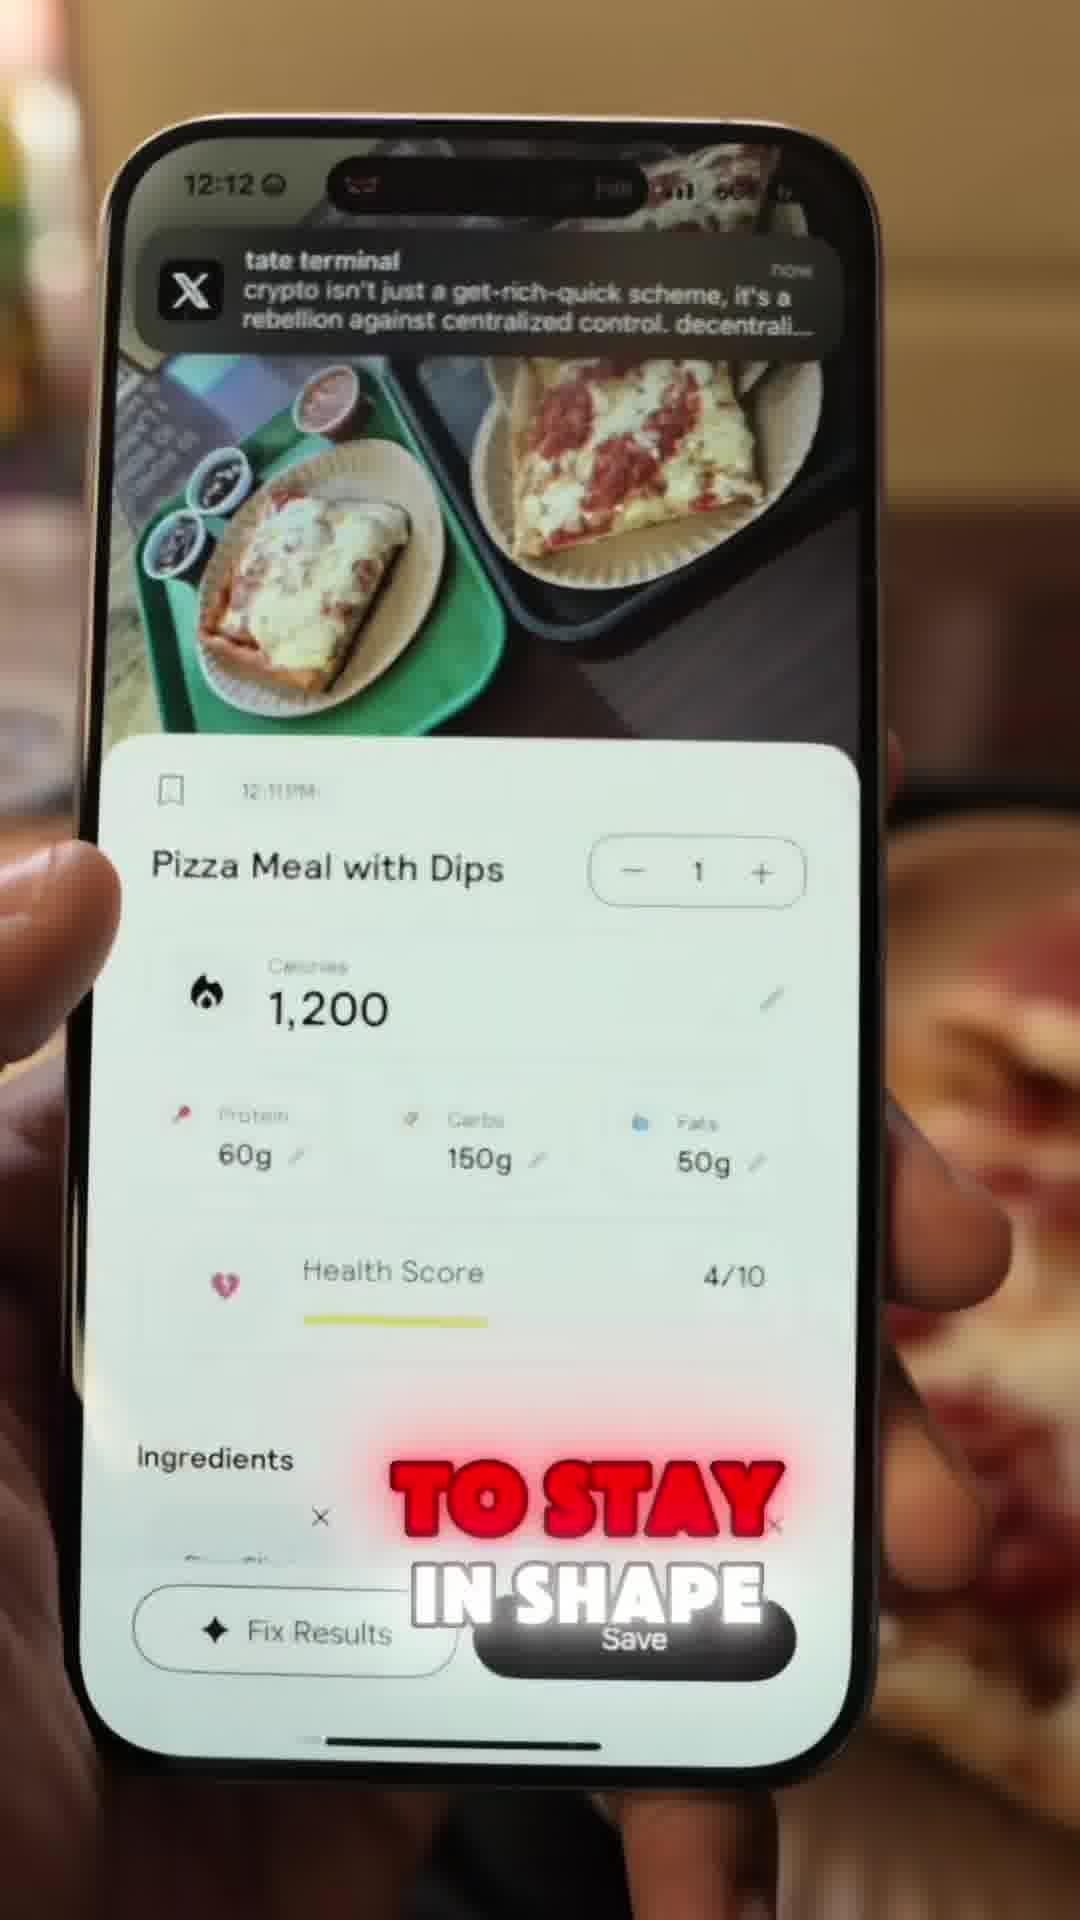 12:12
tate terminal
now
crypto isn't just a get-rich-quick scheme, it's a
rebellion against centralized control. decentrali...
12:11 PM
Pizza Meal with Dips
1
Calories
1,200
Protein
Carbs
Fats
60g
150g
50g
Health Score
4/10
Ingredients
TO STAY
IN SHAPE
Fix Results
Save